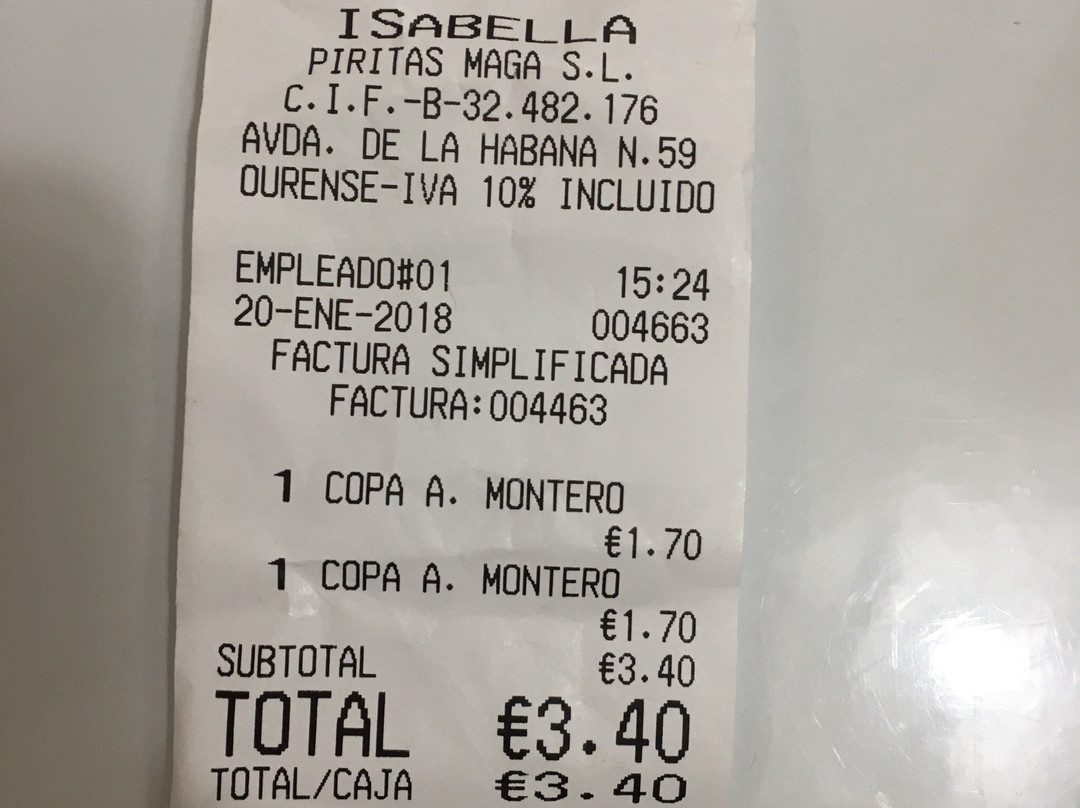 ISABELLA
PIRITAS MAGA S.L.
C.I.F.-B-32.482.176
AVDA. DE LA HABANA N.59
OURENSE-IVA 10% INCLUIDO
EMPLEADO#01 15:24
20-ENE-2018 004663
FACTURA SIMPLIFICADA
FACTURA:004463
1 COPA A. MONTERO
€1.70
1 COPA A. MONTERO
€1.70
SUBTOTAL €3.40
TOTAL €3.40
TOTAL/CAJA €3.40